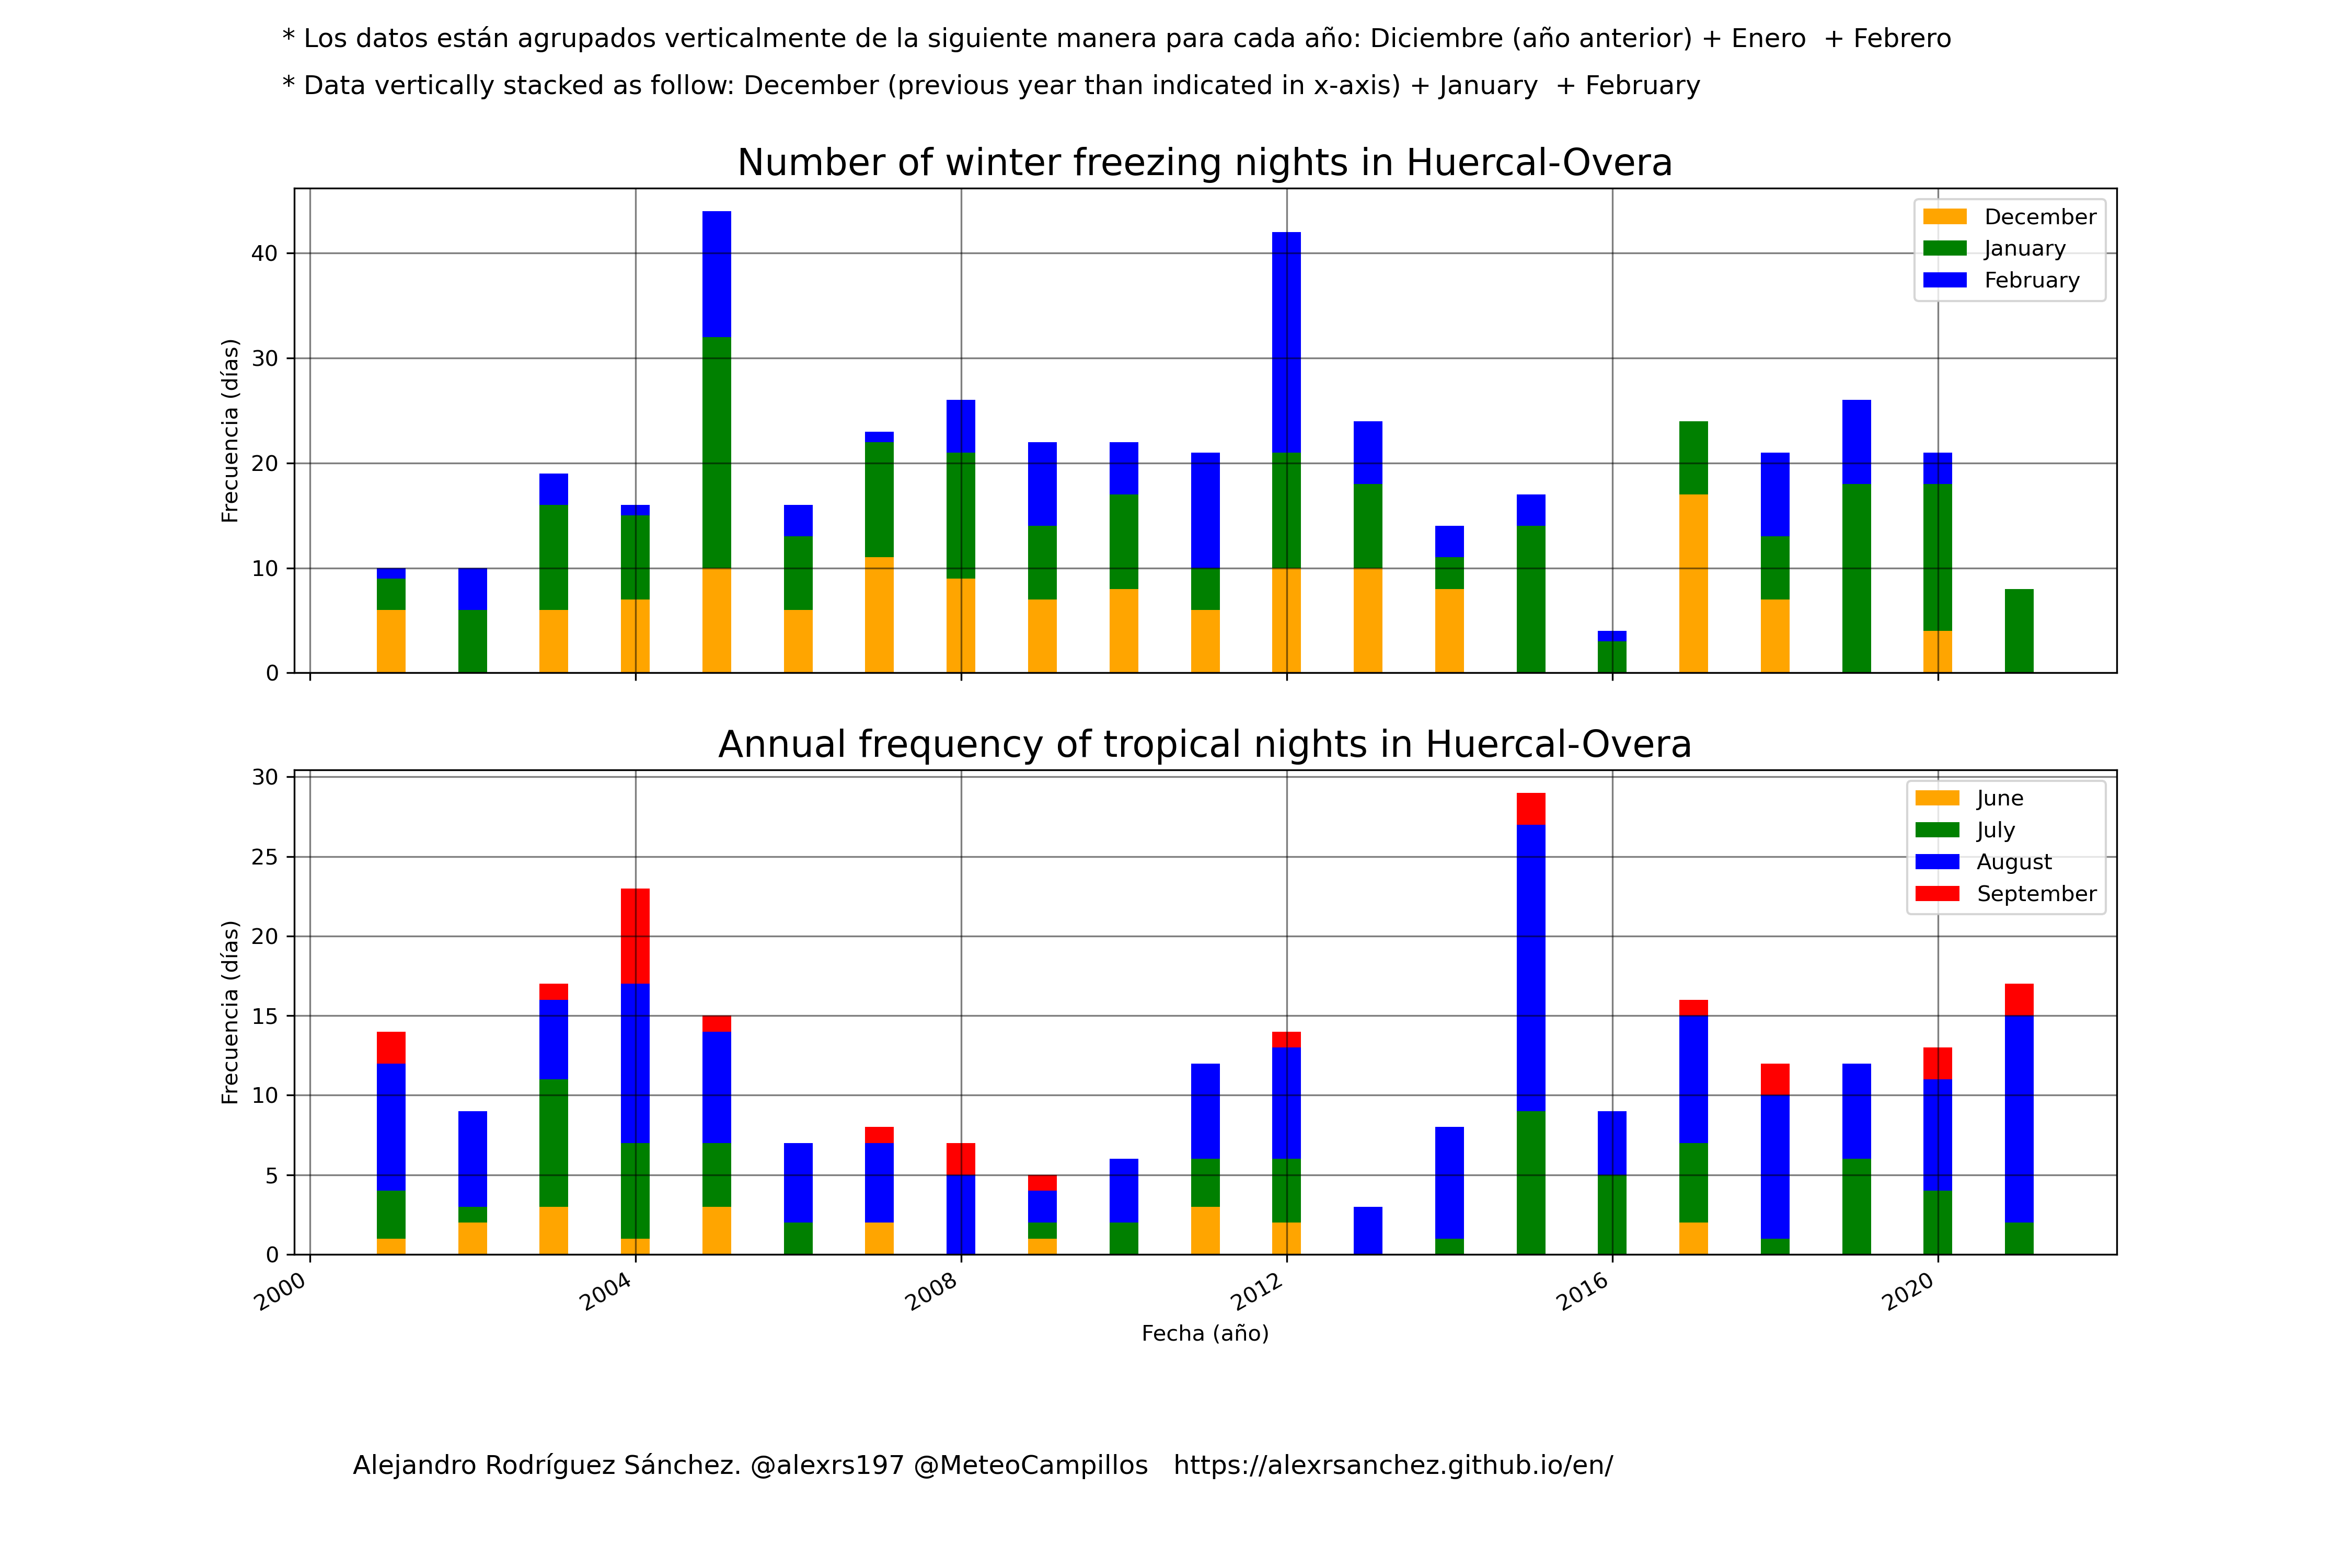 * Los datos están agrupados verticalmente de la siguiente manera para cada año: Diciembre (año anterior) + Enero  + Febrero
* Data vertically stacked as follow: December (previous year than indicated in x-axis) + January  + February
Number of winter freezing nights in Huercal-Overa
Frecuencia (días)
40
30
20
10
0
December
January
February
Annual frequency of tropical nights in Huercal-Overa
Frecuencia (días)
30
25
20
15
10
5
0
June
July
August
September
2000
2004
2008
2012
2016
2020
Fecha (año)
Alejandro Rodríguez Sánchez. @alexrs197 @MeteoCampillos   https://alexrsanchez.github.io/en/